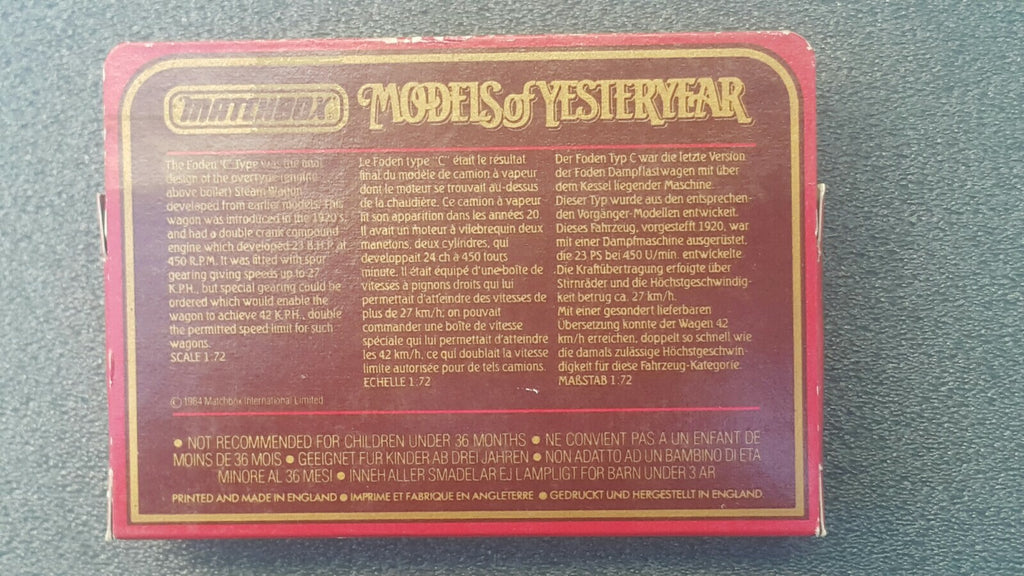 MATCHBOX MODELS of YESTERYEAR
The Foden "C" Type was the final
design of the overtype (engine
above boiler) Steam Wagon
developed from earlier models. This
wagon was introduced in the 1920's
and had a double crank compound
engine which developed 23 B.H.P. at
450 R.P.M. It was fitted with spur
gearing giving speeds up to 27
K.P.H., but special gearing could be
ordered which would enable the
wagon to achieve 42 K.P.H., double
the permitted speed limit for such
wagons.
SCALE 1.72
© 1984 Matchbox International Limited
Le Foden type "C" était le résultat
final du modèle de camion à vapeur
dont le moteur se trouvait au-dessus
de la chaudière. Ce camion à vapeur
fit son apparition dans les années 20.
Il avait un moteur à vilebrequin deux
manetons, deux cylindres, qui
developpait 24 ch à 450 tours
minute. Il était équipé d'une boîte de
vitesses à pignons droits qui lui
permettait d'atteindre des vitesses de
plus de 27 km/h; on pouvait
commander une boîte de vitesse
spéciale qui lui permettait d'atteindre
les 42 km/h, ce qui doublait la vitesse
limite autorisée pour de tels camions.
ECHELLE 1.72
Der Foden Typ C war die letzte Version
der Foden Dampflastwagen mit über
dem Kessel liegender Maschine.
Dieser Typ wurde aus den entsprechen-
den Vorgänger-Modellen entwickeit.
Dieses Fahrzeug, vorgestefft 1920, war
mit einer Dampfmaschine ausgerüstet,
die 23 PS bei 450 U/min. entwickelte.
Die Kraftübertragung erfolgte über
Stirnräder und die Höchstgeschwindig-
keit betrug ca. 27 km/h.
Mit einer gesondert lieferbaren
Übersetzung konnte der Wagen 42
km/h erreichen, doppelt so schnell wie
die damals zulässige Höchstgeschwin-
digkeit für diese Fahrzeug-Kategorie.
MAßSTAB 1.72
• NOT RECOMMENDED FOR CHILDREN UNDER 36 MONTHS • NE CONVIENT PAS A UN ENFANT DE
MOINS DE 36 MOIS • GEEIGNET FUR KINDER AB DREI JAHREN • NON ADATTO AD UN BAMBINO DI ETA
MINORE AL 36 MESI • INNEHALLER SMADELAR EJ LAMPLIGT FOR BARN UNDER 3 AR
PRINTED AND MADE IN ENGLAND • IMPRIME ET FABRIQUE EN ANGLETERRE • GEDRUCKT UND HERGESTELLT IN ENGLAND